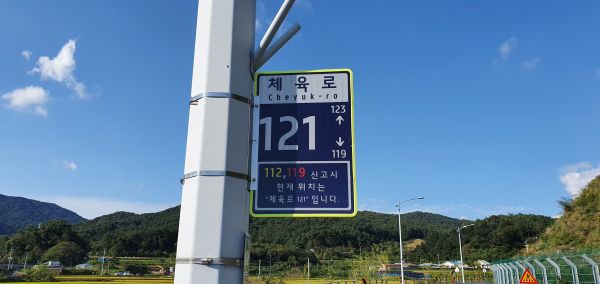 체육로
Cheyuk-ro
123
↑
121
↓
119
112,119 신고시
현재 위치는
"체육로 121" 입니다.